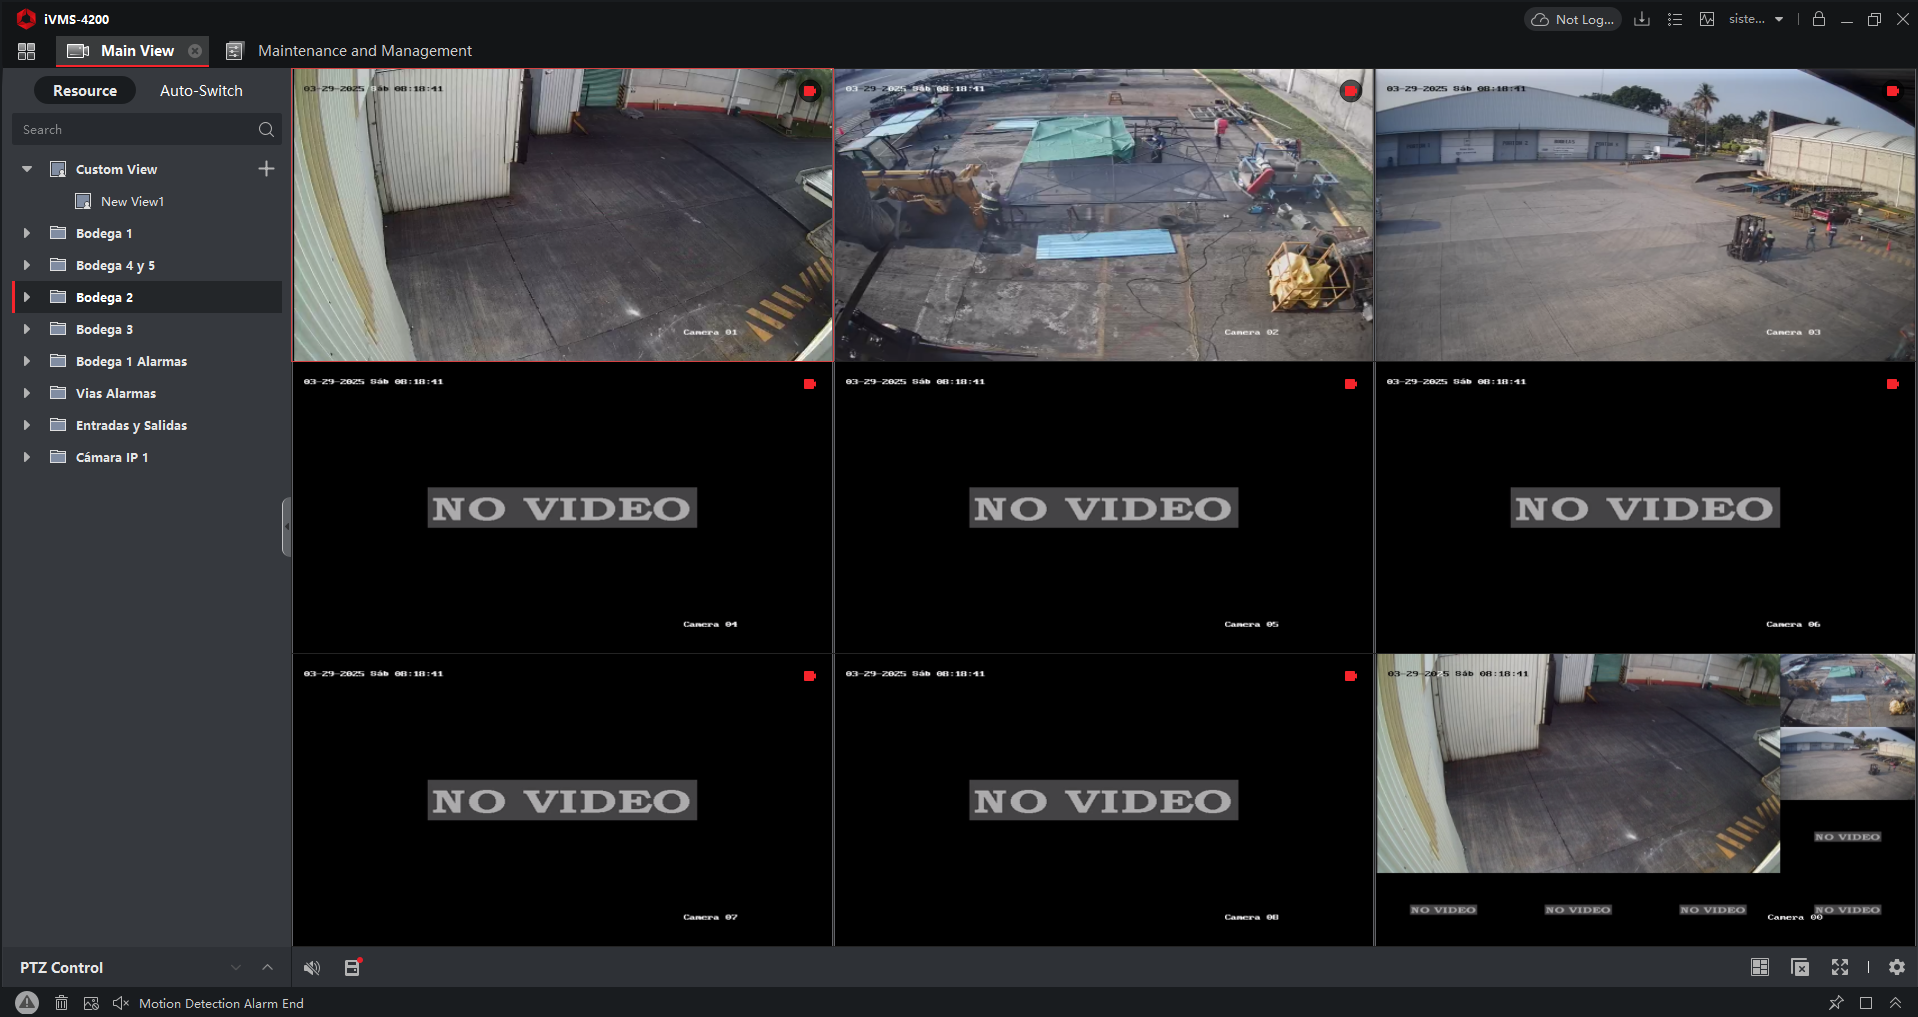 iVMS-4200
Not Log...
siste...
Main View
Maintenance and Management
Resource
Auto-Switch
Search
Custom View
New View1
Bodega 1
Bodega 4 y 5
Bodega 2
Bodega 3
Bodega 1 Alarmas
Vias Alarmas
Entradas y Salidas
Cámara IP 1
03-29-2025 Sáb 08:18:41
Camera 01
03-29-2025 Sáb 08:18:41
Camera 02
03-29-2025 Sáb 08:18:41
Camera 03
03-29-2025 Sáb 08:18:41
NO VIDEO
Camera 04
03-29-2025 Sáb 08:18:41
NO VIDEO
Camera 05
03-29-2025 Sáb 08:18:41
NO VIDEO
Camera 06
03-29-2025 Sáb 08:18:41
NO VIDEO
Camera 07
03-29-2025 Sáb 08:18:41
NO VIDEO
Camera 08
03-29-2025 Sáb 08:18:41
NO VIDEO
NO VIDEO NO VIDEO NO VIDEO NO VIDEO
Camera 00
PTZ Control
Motion Detection Alarm End